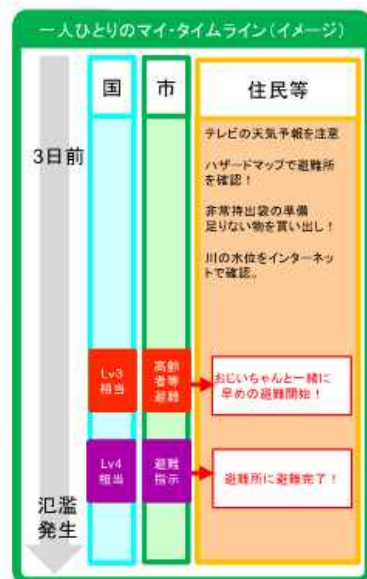 一人ひとりのマイ・タイムライン（イメージ）
国
市
住民等
3日前
テレビの天気予報を注意
ハザードマップで避難所
を確認！
非常持出袋の準備
足りない物を買い出し！
川の水位をインターネッ
トで確認。
Lv3
相当
高齢
者等
避難
おじいちゃんと一緒に
早めの避難開始！
Lv4
相当
避難
指示
避難所に避難完了！
氾濫
発生